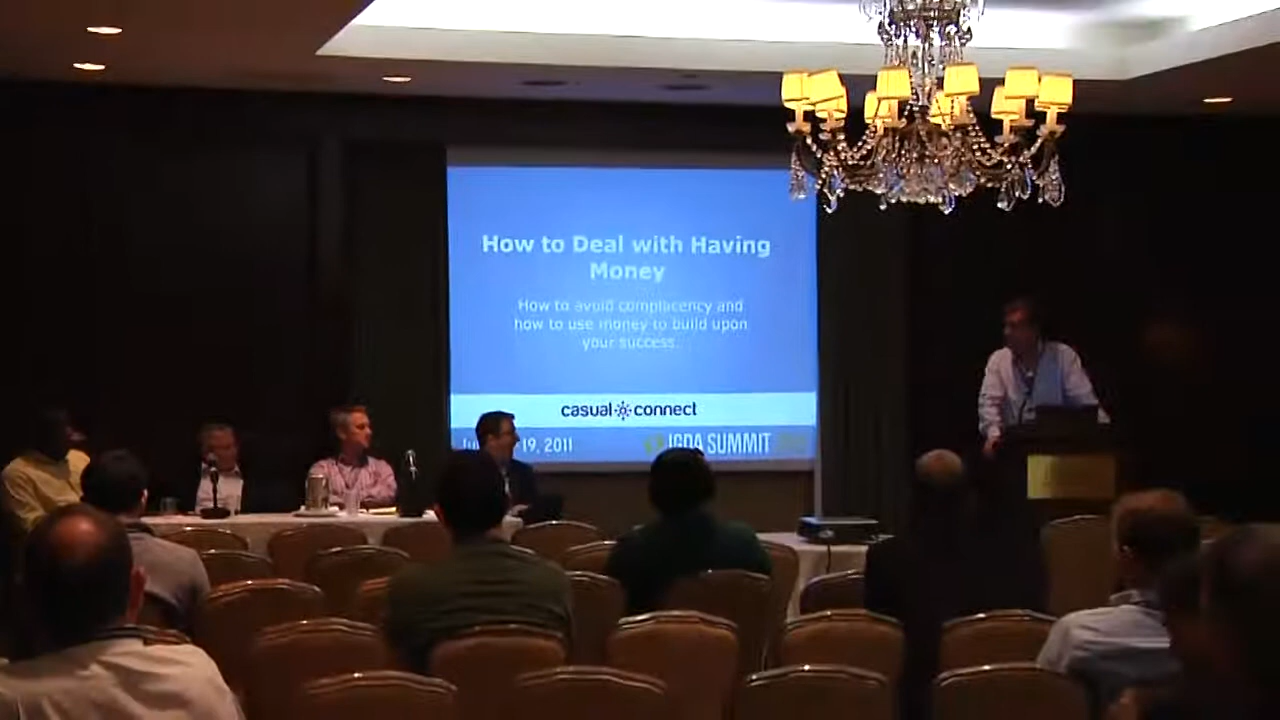 How to Deal with Having
Money
How to avoid complacency and
how to use money to build upon
your success.
casual connect
19, 2011
IGDA SUMMIT